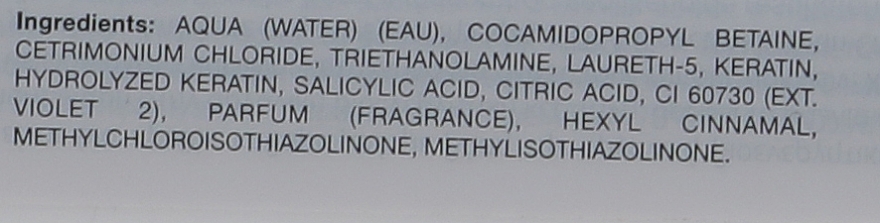 Ingredients: AQUA (WATER) (EAU), COCAMIDOPROPYL BETAINE,
CETRIMONIUM CHLORIDE, TRIETHANOLAMINE, LAURETH-5, KERATIN,
HYDROLYZED KERATIN, SALICYLIC ACID, CITRIC ACID, CI 60730 (EXT.
VIOLET 2), PARFUM (FRAGRANCE), HEXYL CINNAMAL,
METHYLCHLOROISOTHIAZOLINONE, METHYLISOTHIAZOLINONE.